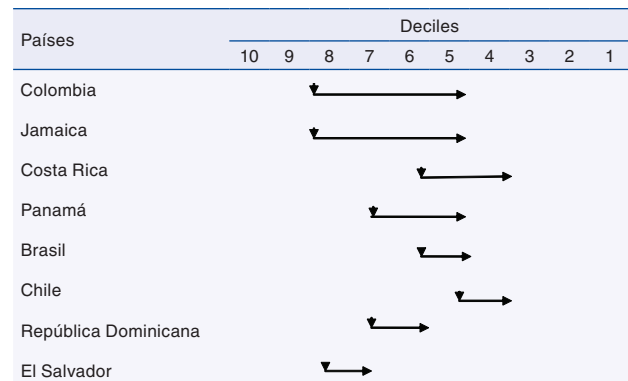 Países
Deciles
10 9 8 7 6 5 4 3 2 1
Colombia
Jamaica
Costa Rica
Panamá
Brasil
Chile
República Dominicana
El Salvador